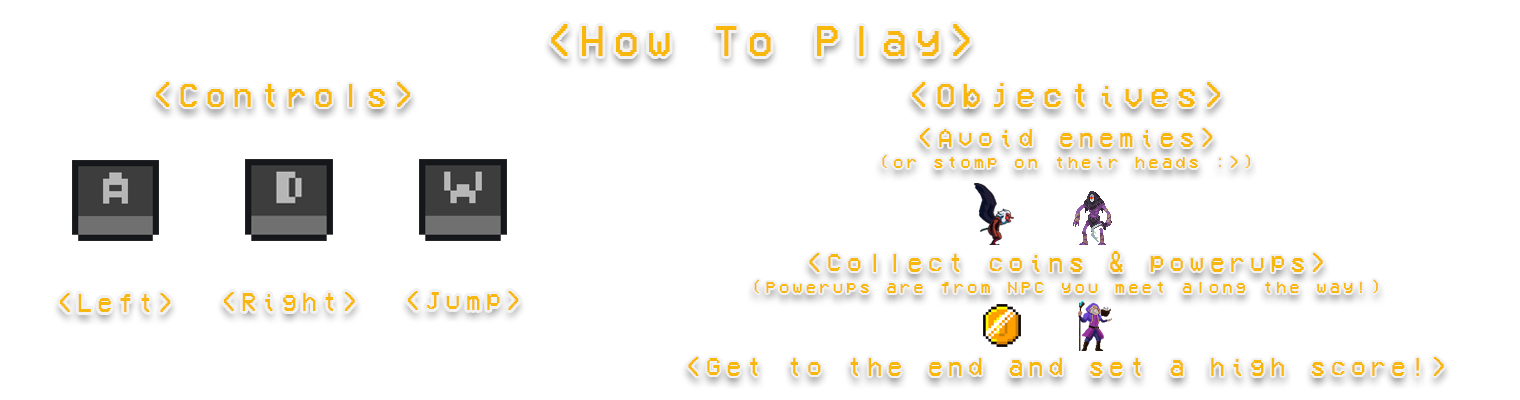 <How To Play>
<Controls>
A D W
<Left> <Right> <Jump>
<Objectives>
<Avoid enemies>
(or stomp on their heads :>)
<Collect coins & powerups>
(Powerups are from NPC you meet along the way!)
<Get to the end and set a high score!>